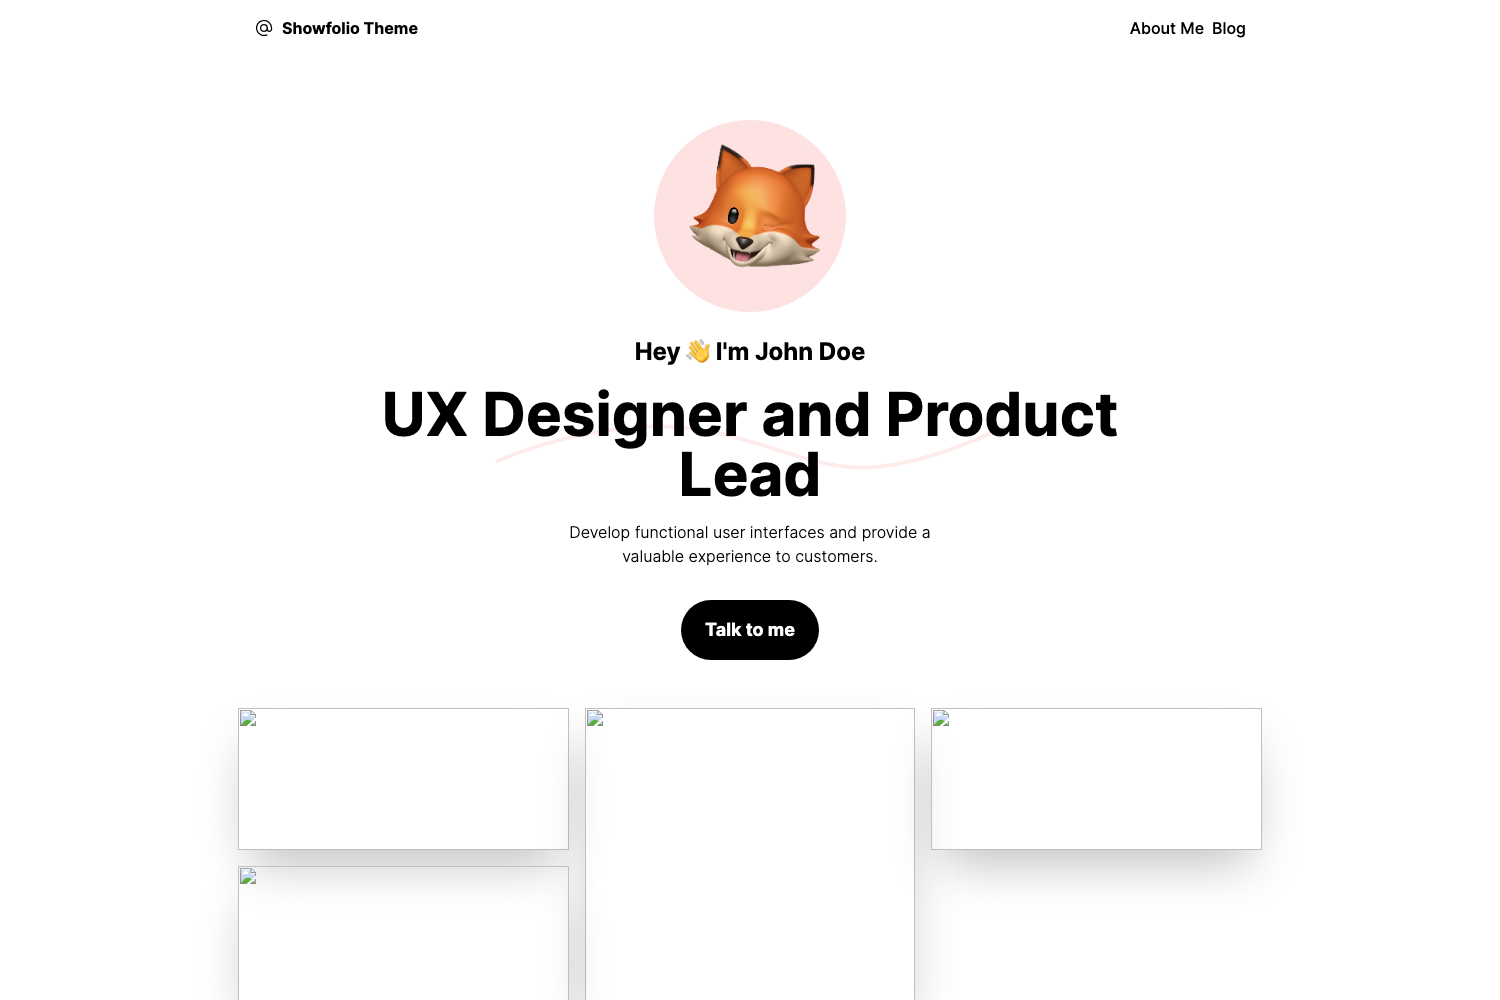 @ Showfolio Theme
About Me Blog
Hey 👋 I'm John Doe
UX Designer and Product
Lead
Develop functional user interfaces and provide a
valuable experience to customers.
Talk to me